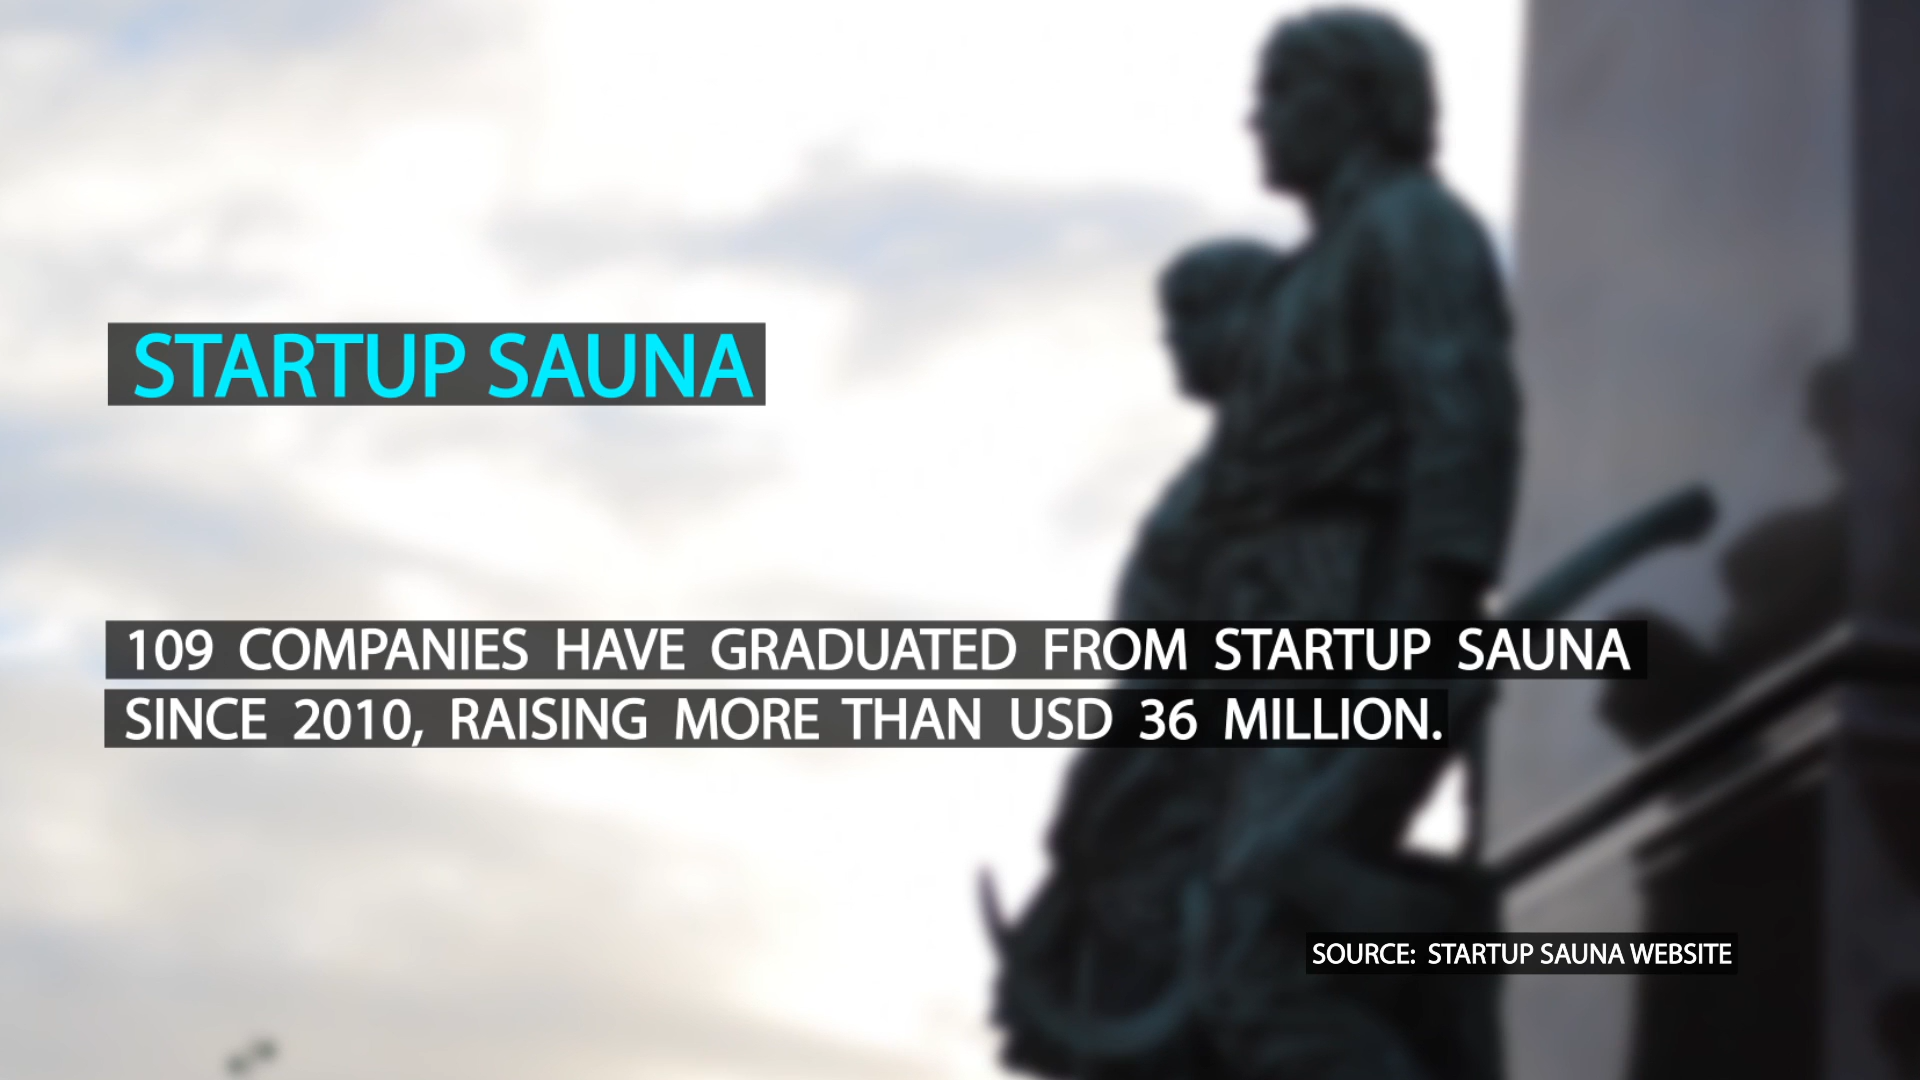 STARTUP SAUNA
109 COMPANIES HAVE GRADUATED FROM STARTUP SAUNA
SINCE 2010, RAISING MORE THAN USD 36 MILLION.
SOURCE: STARTUP SAUNA WEBSITE